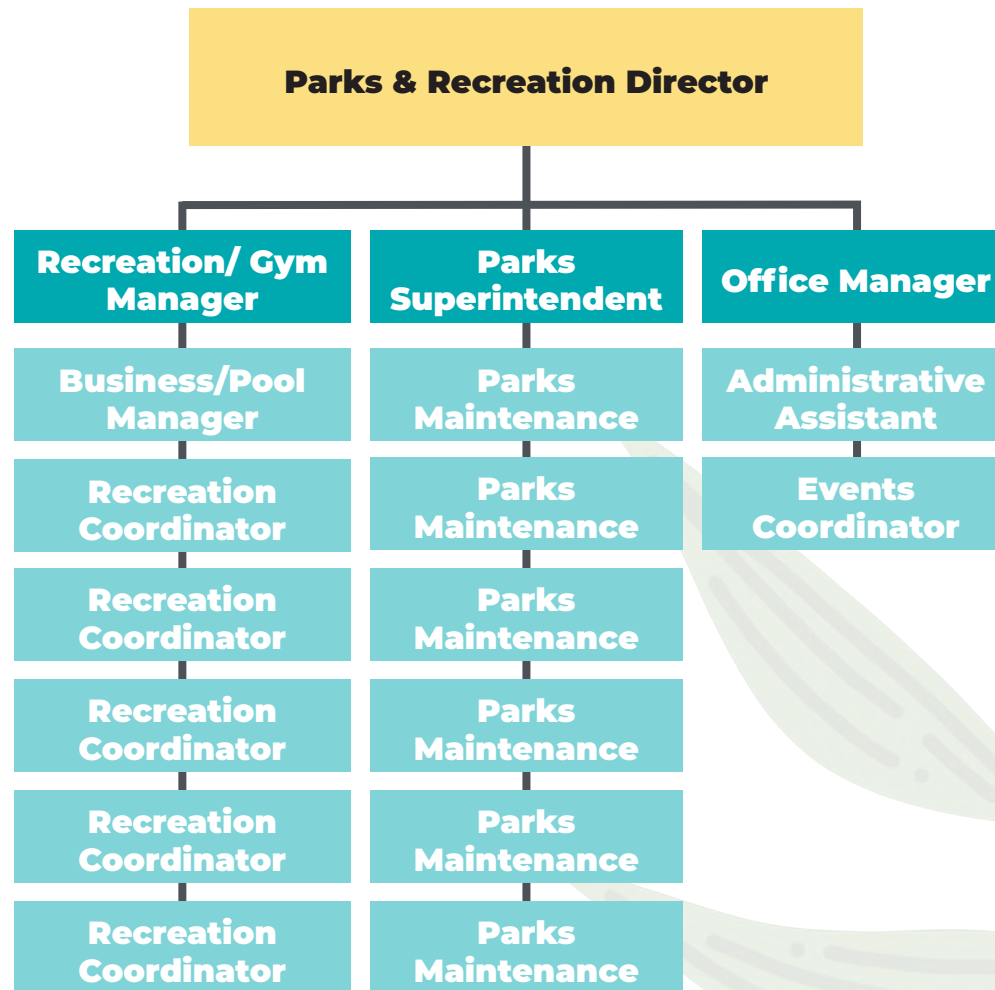 Parks & Recreation Director
Recreation/ Gym
Manager
Parks
Superintendent
Office Manager
Business/Pool
Manager
Parks
Maintenance
Administrative
Assistant
Recreation
Coordinator
Parks
Maintenance
Events
Coordinator
Recreation
Coordinator
Parks
Maintenance
Recreation
Coordinator
Parks
Maintenance
Recreation
Coordinator
Parks
Maintenance
Recreation
Coordinator
Parks
Maintenance